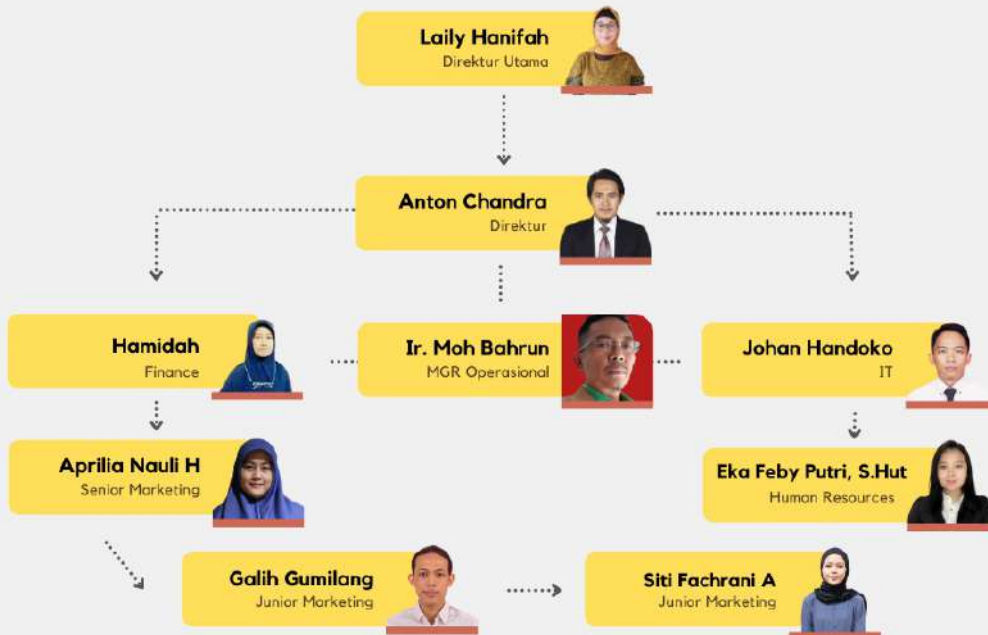 Laily Hanifah
Direktur Utama
Anton Chandra
Direktur
Hamidah
Finance
Ir. Moh Bahrun
MGR Operasional
Johan Handoko
IT
Aprilia Nauli H
Senior Marketing
Eka Feby Putri, S.Hut
Human Resources
Galih Gumilang
Junior Marketing
Siti Fachrani A
Junior Marketing